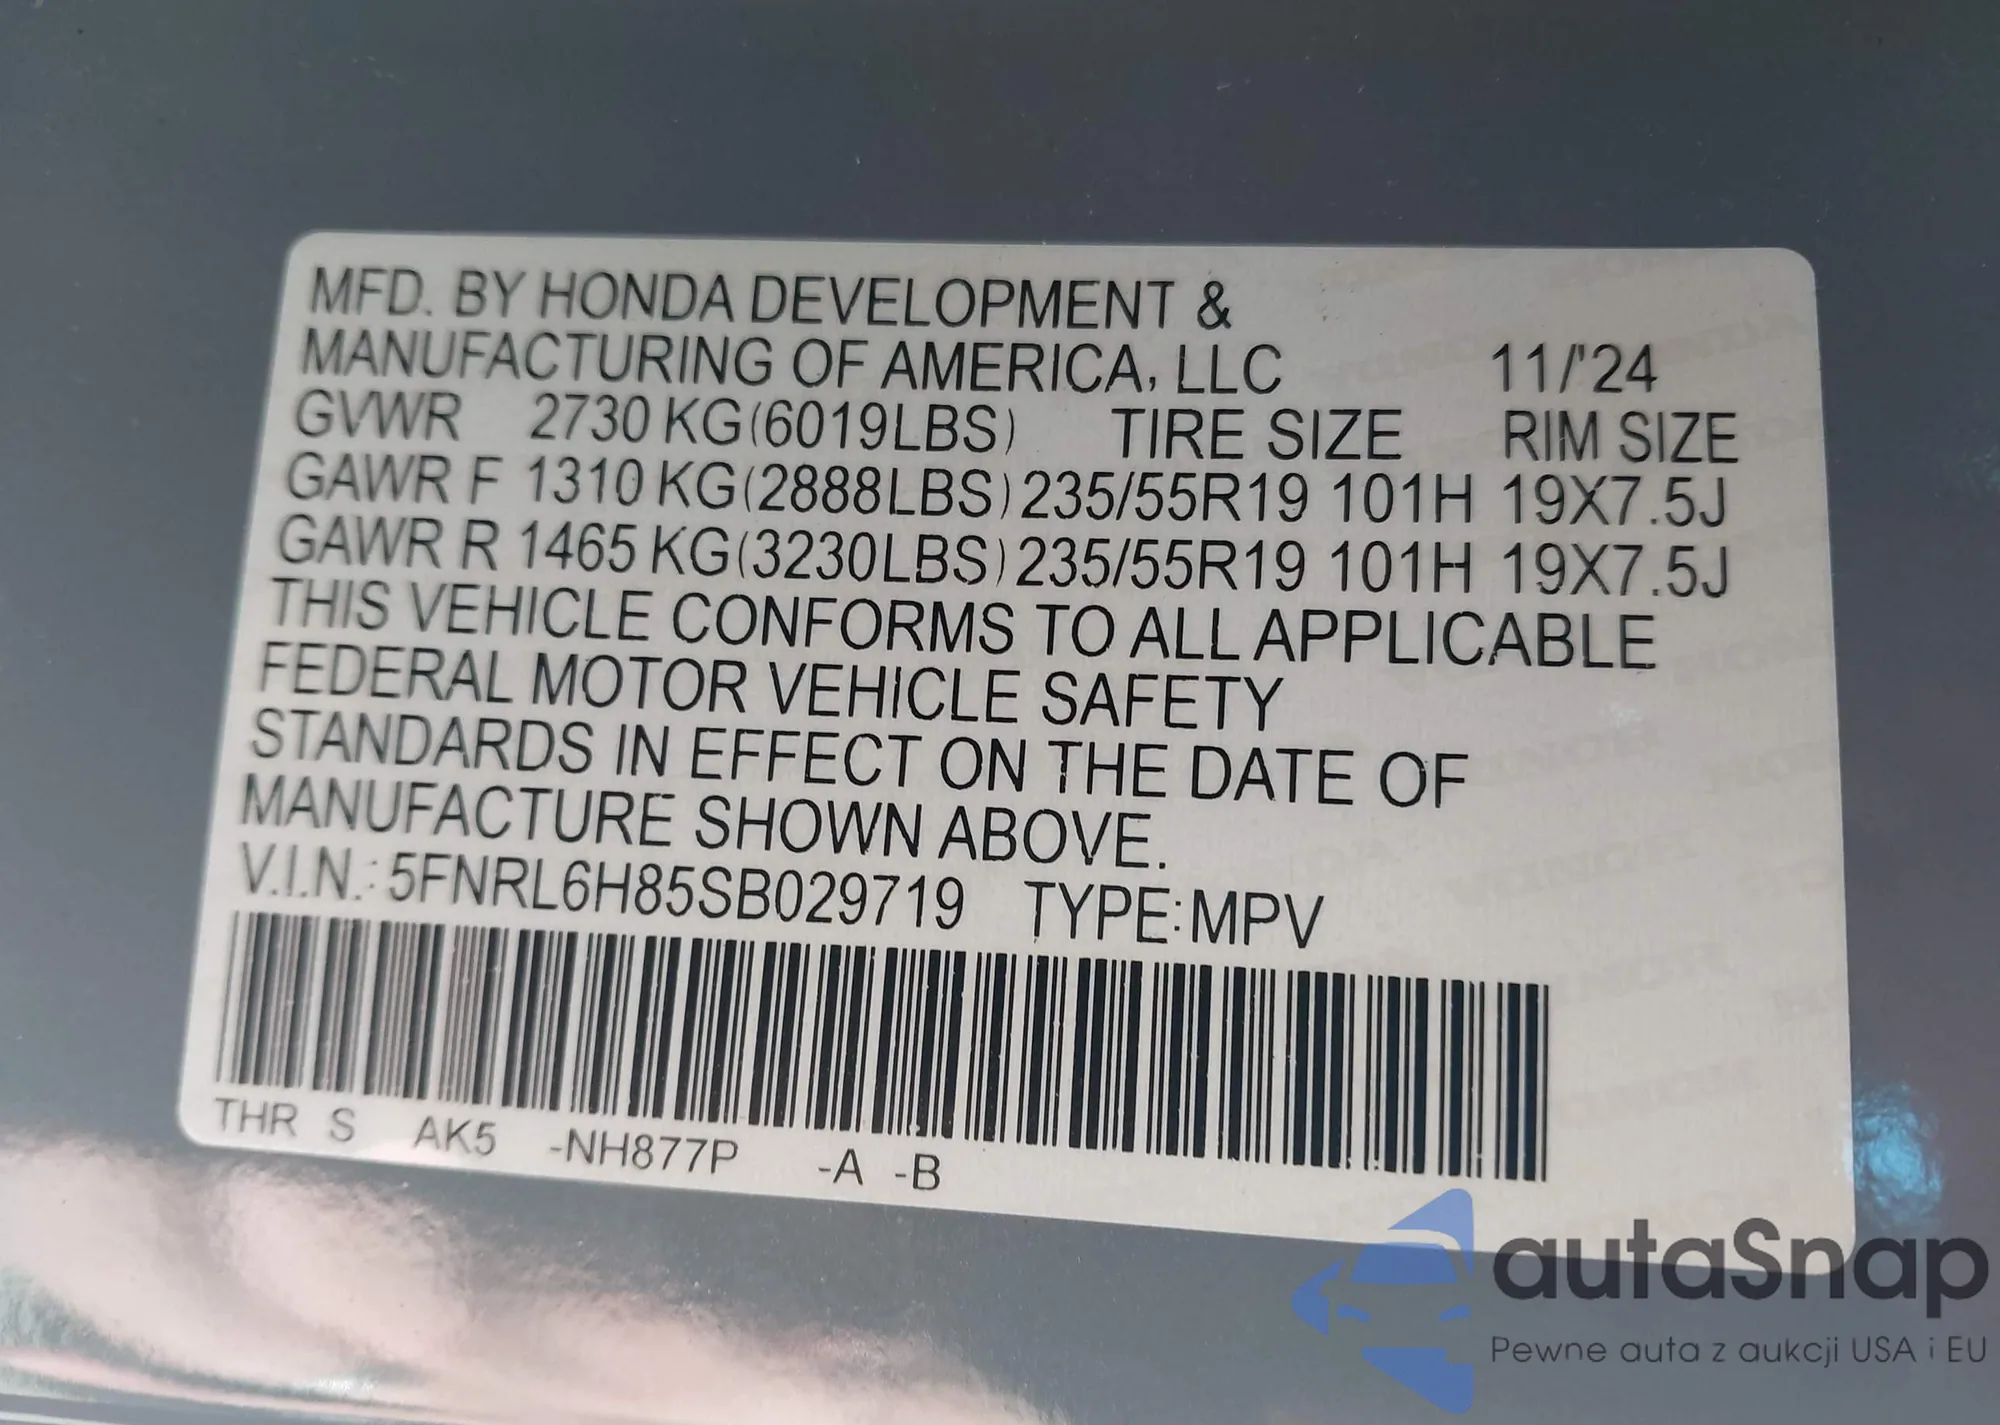 MFD. BY HONDA DEVELOPMENT &
MANUFACTURING OF AMERICA, LLC 11/'24
GVWR 2730 KG(6019LBS) TIRE SIZE RIM SIZE
GAWR F 1310 KG(2888LBS) 235/55R19 101H 19X7.5J
GAWR R 1465 KG(3230LBS) 235/55R19 101H 19X7.5J
THIS VEHICLE CONFORMS TO ALL APPLICABLE
FEDERAL MOTOR VEHICLE SAFETY
STANDARDS IN EFFECT ON THE DATE OF
MANUFACTURE SHOWN ABOVE.
V.I.N.: 5FNRL6H85SB029719 TYPE:MPV
THR S AK5 -NH877P -A -B
autaSnap
Pewne auta z aukcji USA i EU